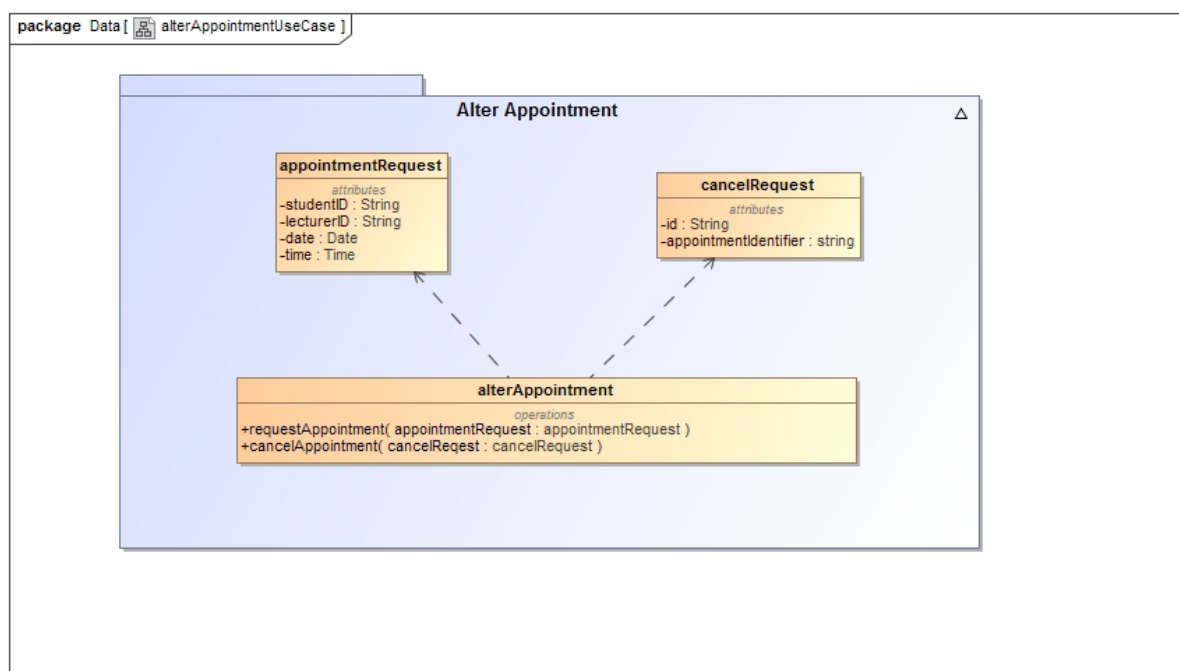 package Data [ alterAppointmentUseCase ]
Alter Appointment
appointmentRequest
attributes
-studentID : String
-lecturerID : String
-date : Date
-time : Time
cancelRequest
attributes
-id : String
-appointmentIdentifier : string
alterAppointment
operations
+requestAppointment( appointmentRequest : appointmentRequest )
+cancelAppointment( cancelReqest : cancelRequest )